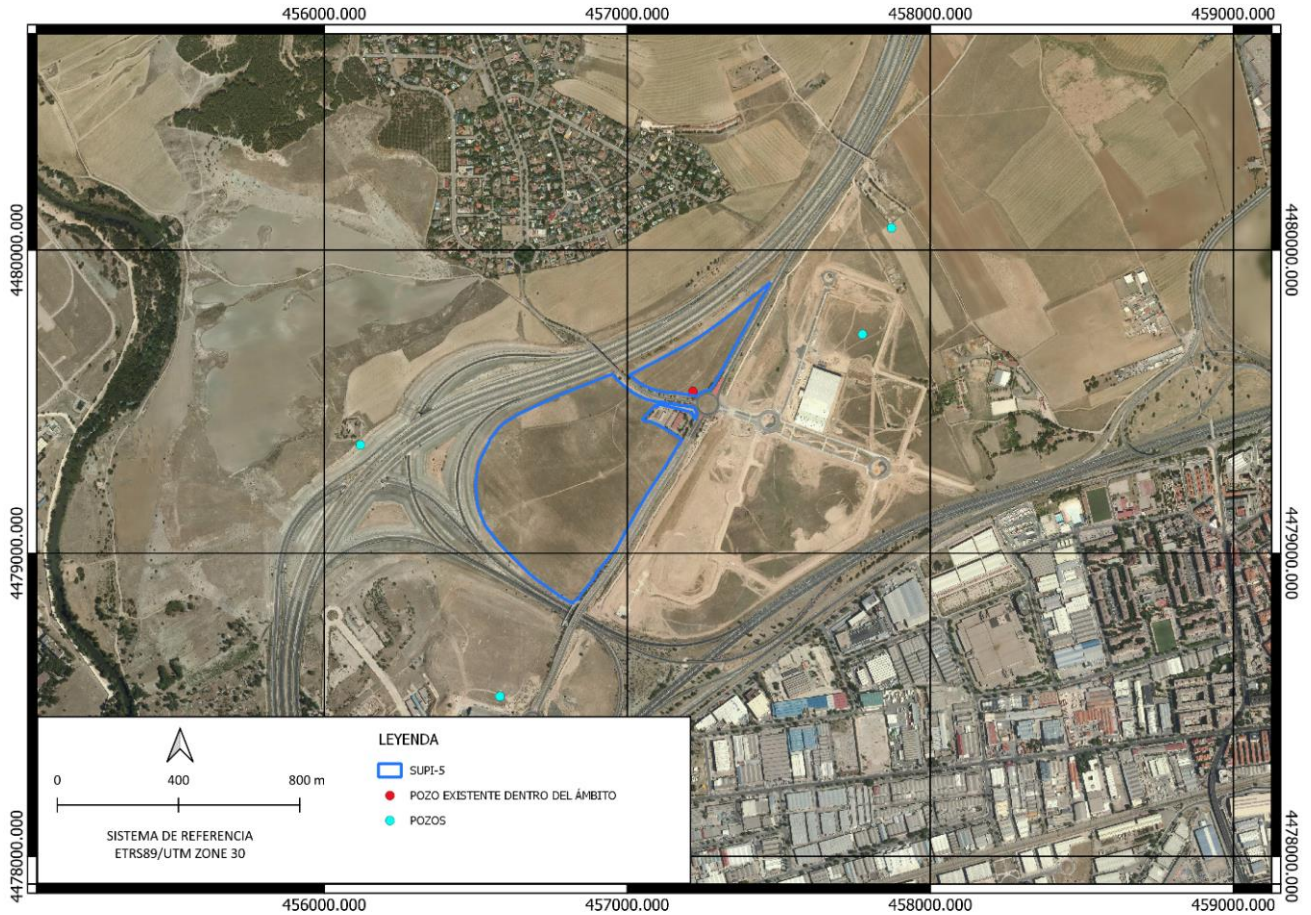 456000.000 457000.000 458000.000 459000.000
4480000.000 4480000.000
4479000.000 4479000.000
4478000.000 4478000.000
LEYENDA
SUPI-5
POZO EXISTENTE DENTRO DEL ÁMBITO
POZOS
0 400 800 m
SISTEMA DE REFERENCIA
ETRS89/UTM ZONE 30
456000.000 457000.000 458000.000 459000.000